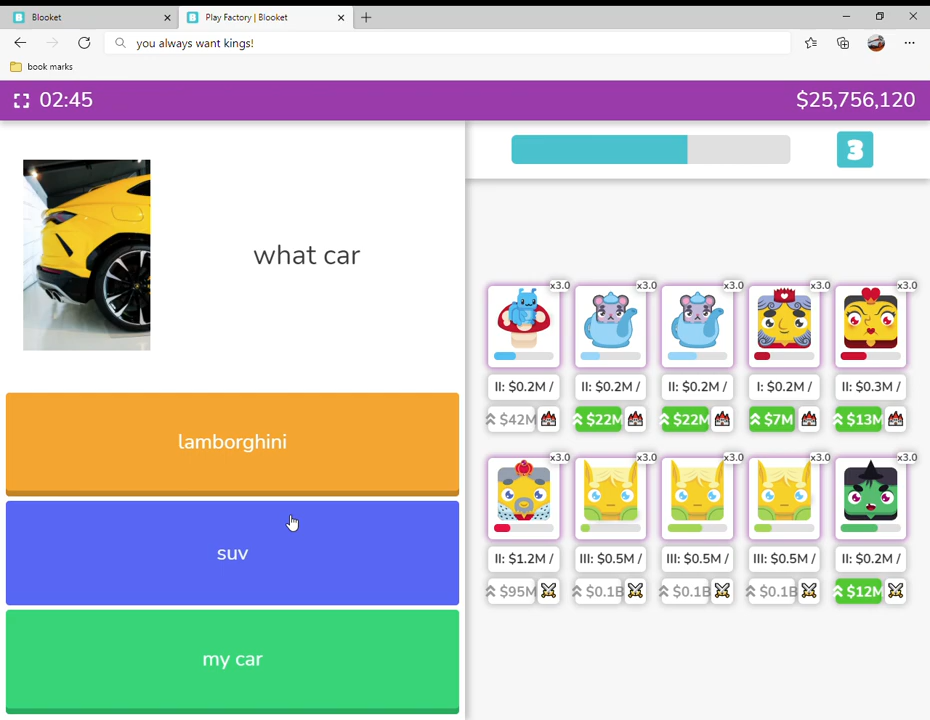 Blooket
Play Factory | Blooket
you always want kings!
book marks
02:45
$25,756,120
3
what car
lamborghini
suv
my car
x3.0 x3.0 x3.0 x3.0 x3.0
II: $0.2M / II: $0.2M / II: $0.2M / I: $0.2M / II: $0.3M /
$42M $22M $22M $7M $13M
x3.0 x3.0 x3.0 x3.0 x3.0
II: $1.2M / III: $0.5M / III: $0.5M / III: $0.5M / II: $0.2M /
$95M $0.1B $0.1B $0.1B $12M